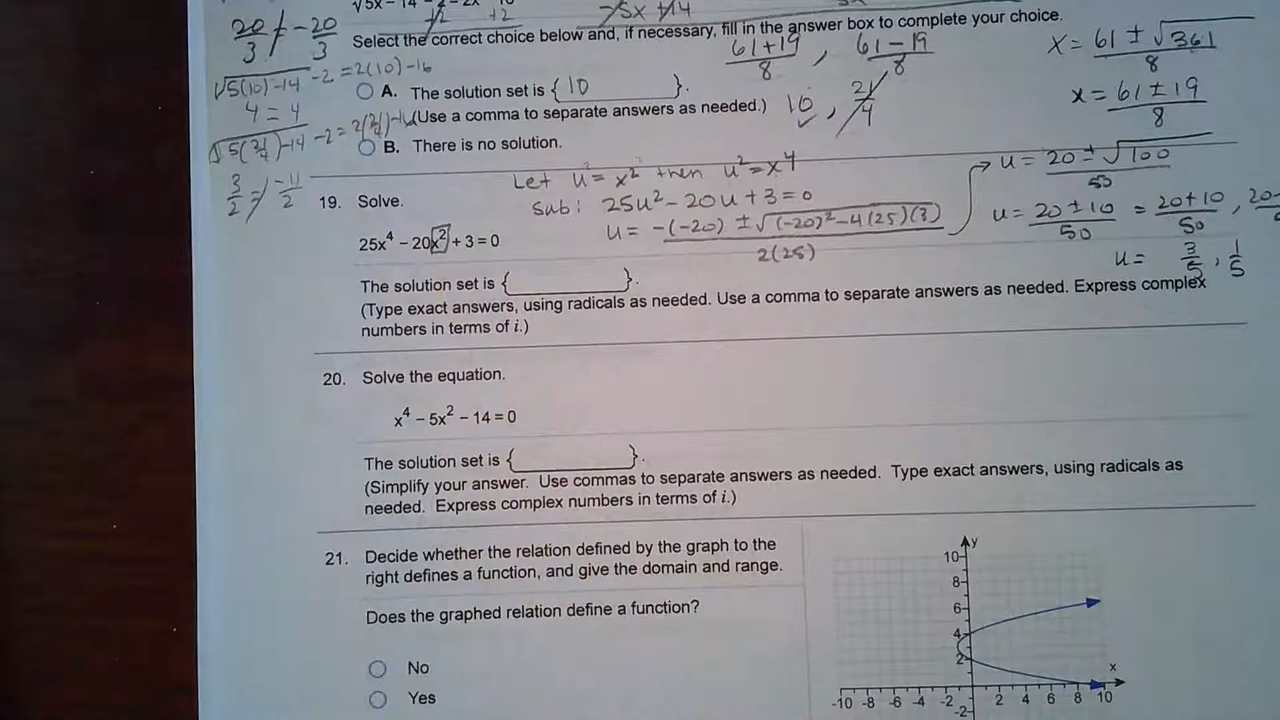 20/3 ≠ -20/3
+2 +2
-5x +14
Select the correct choice below and, if necessary, fill in the answer box to complete your choice.
(61+19)/8 , (61-19)/8
x = (61 ± √361)/8
√5(10)-14 -2 = 2(10)-16
A. The solution set is { 10 }.
4 = 4
(Use a comma to separate answers as needed.)
10 , 21/4
x = (61 ± 19)/8
B. There is no solution.
3/2 ≠ -11/2
Let u = x² then u² = x⁴
u = (20 ± √100)/50
19. Solve.
Sub: 25u² - 20u + 3 = 0
25x⁴ - 20x² + 3 = 0
u = (-(-20) ± √(-20)² - 4(25)(3))/2(25)
u = (20 ± 10)/50 = (20+10)/50 ,
u = 3/5 , 1/5
The solution set is { }.
(Type exact answers, using radicals as needed. Use a comma to separate answers as needed. Express complex
numbers in terms of i.)
20. Solve the equation.
x⁴ - 5x² - 14 = 0
The solution set is { }.
(Simplify your answer. Use commas to separate answers as needed. Type exact answers, using radicals as
needed. Express complex numbers in terms of i.)
21. Decide whether the relation defined by the graph to the
right defines a function, and give the domain and range.
Does the graphed relation define a function?
No
Yes
y
10
8
6
4
2
x
-10 -8 -6 -4 -2 2 4 6 8 10
-2